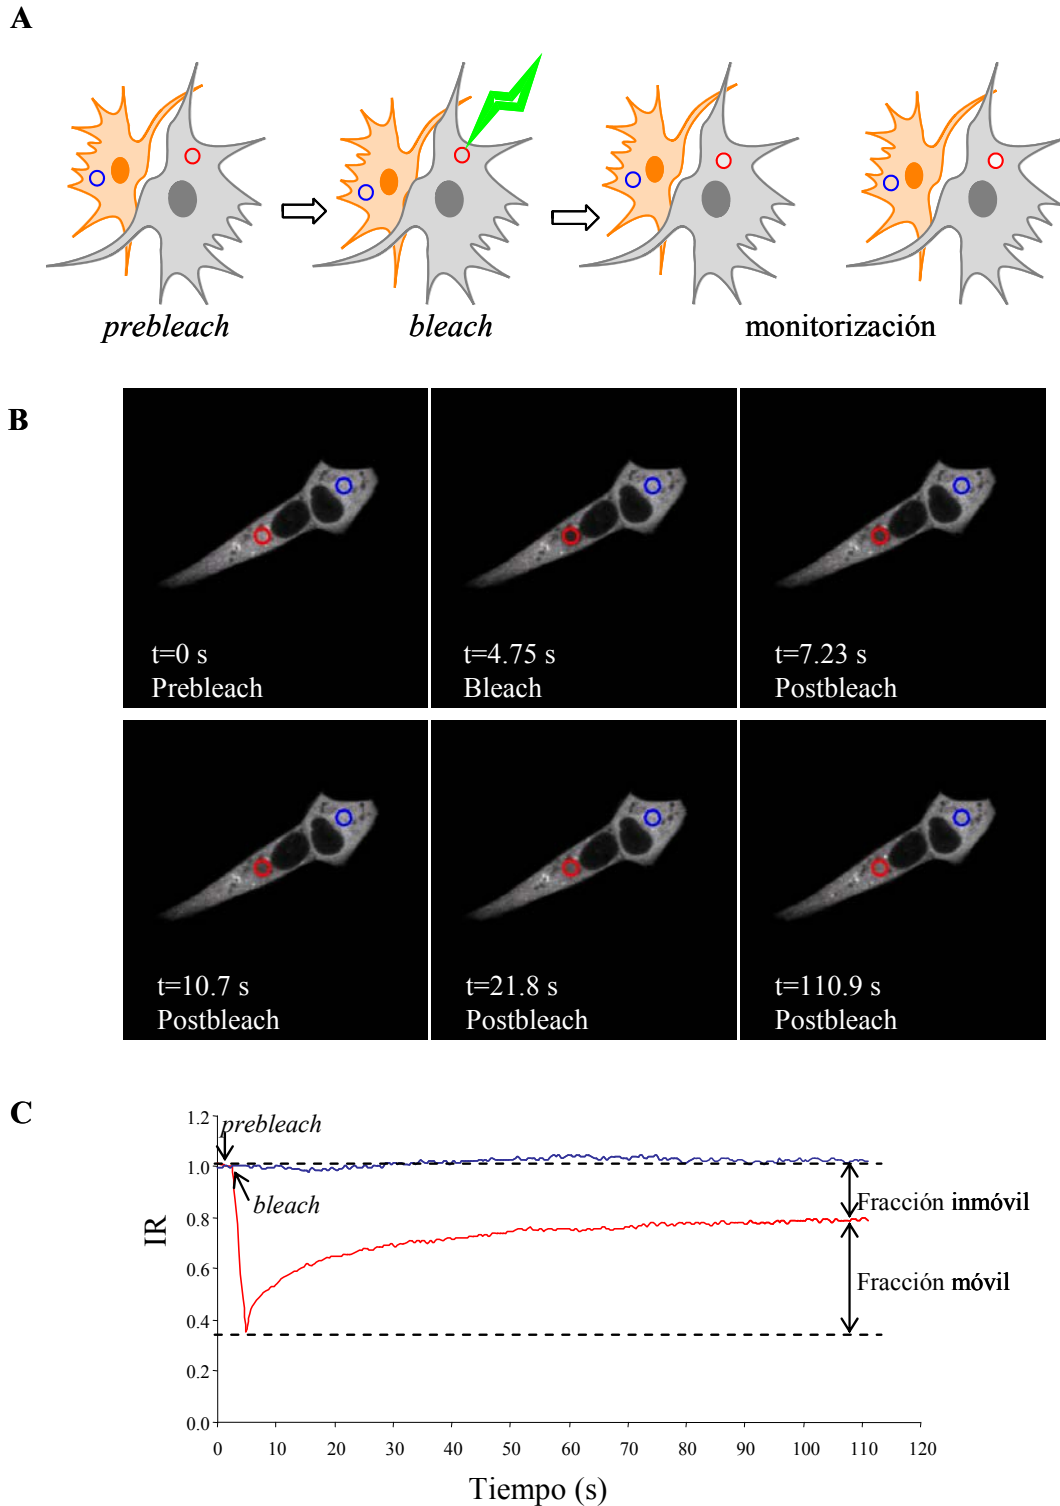 A
prebleach
bleach
monitorización
B
t=0 s
Prebleach
t=4.75 s
Bleach
t=7.23 s
Postbleach
t=10.7 s
Postbleach
t=21.8 s
Postbleach
t=110.9 s
Postbleach
C
1.2
1.0
0.8
0.6
0.4
0.2
0.0
IR
prebleach
bleach
Fracción inmóvil
Fracción móvil
0 10 20 30 40 50 60 70 80 90 100 110 120
Tiempo (s)